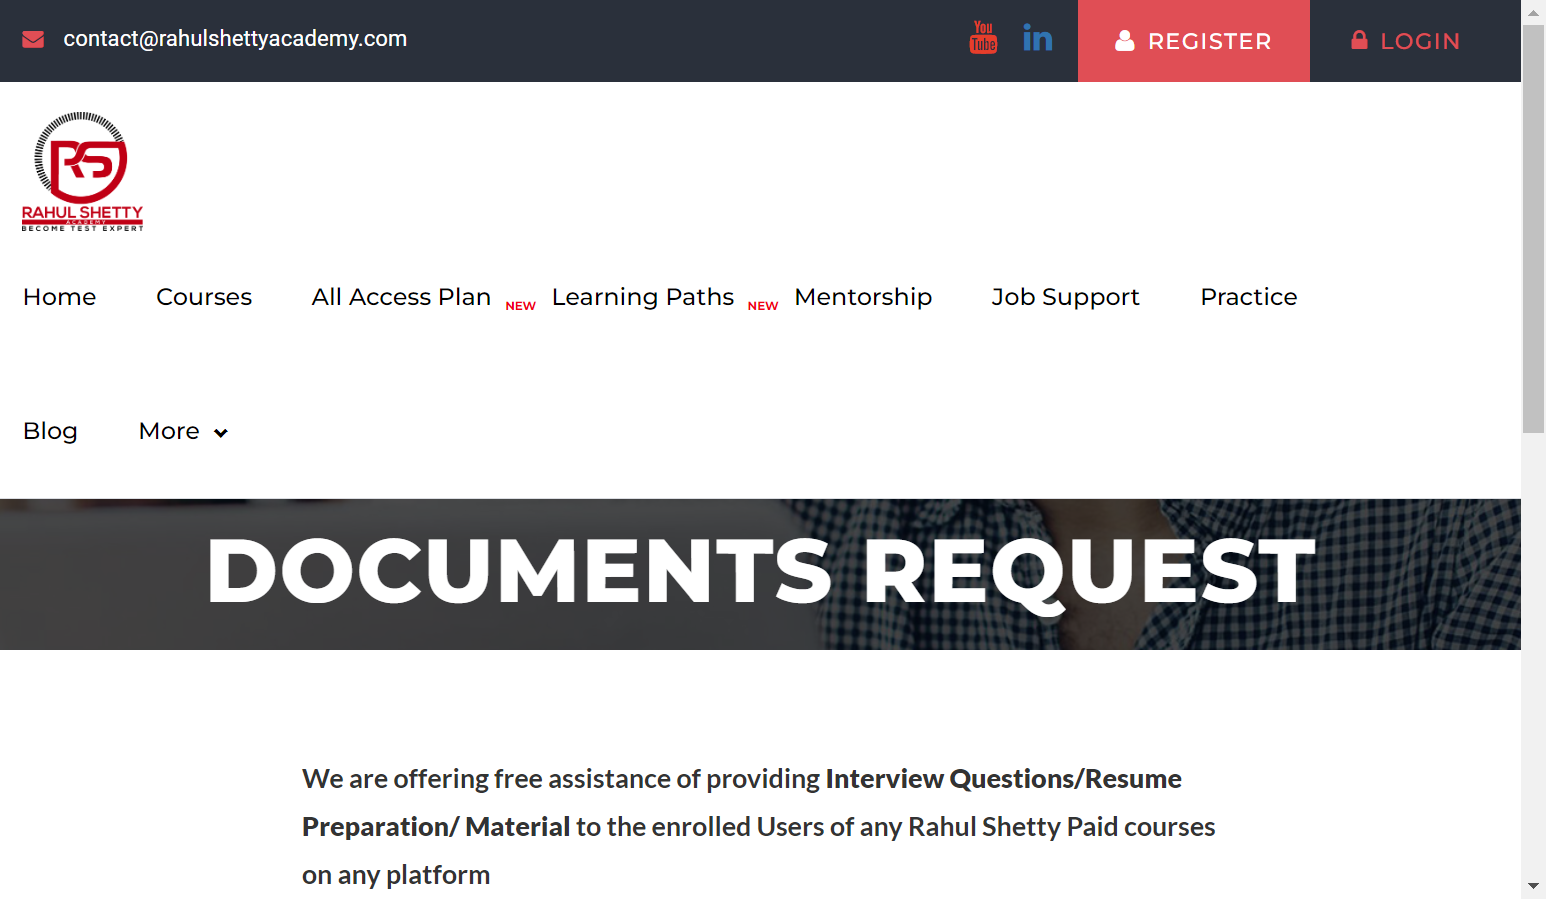 contact@rahulshettyacademy.com
You
Tube
in
REGISTER
LOGIN
RS
RAHUL SHETTY
ACADEMY
BECOME TEST EXPERT
Home Courses All Access Plan NEW Learning Paths NEW Mentorship Job Support Practice
Blog More
DOCUMENTS REQUEST
We are offering free assistance of providing Interview Questions/Resume
Preparation/ Material to the enrolled Users of any Rahul Shetty Paid courses
on any platform